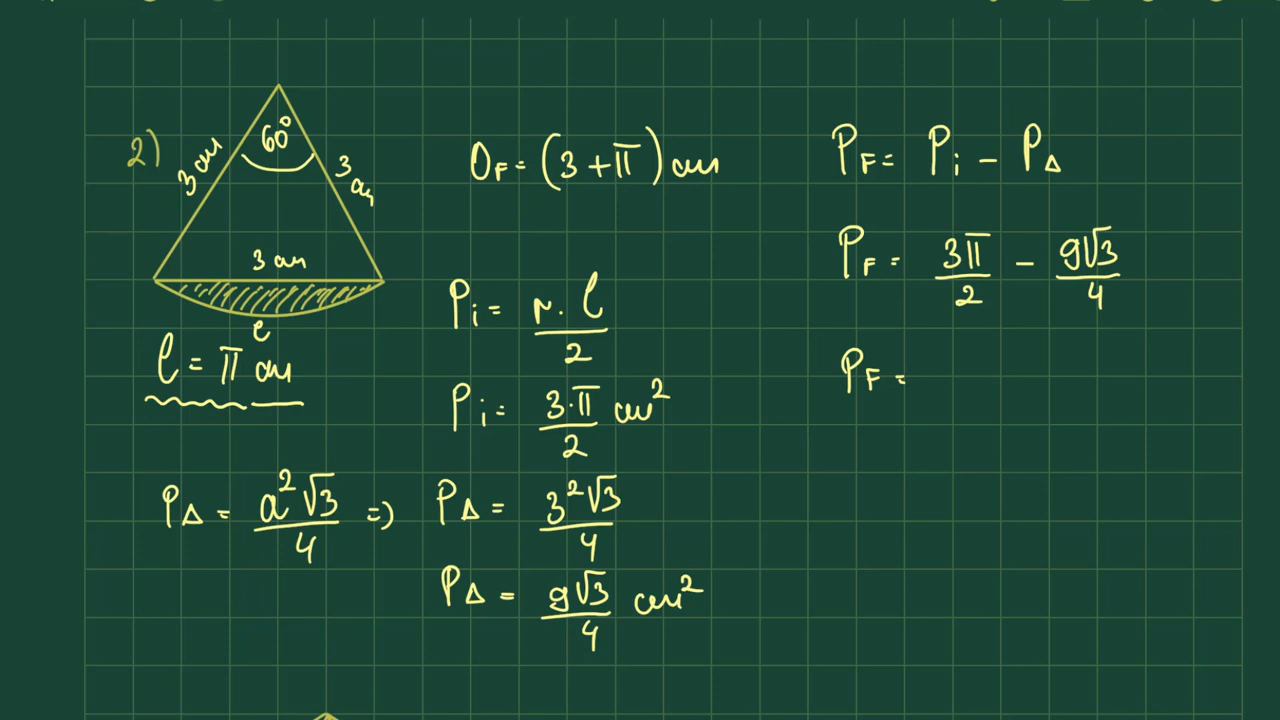 2)
60°
3 cm
3 cm
3 cm
l
l = π cm
O_F = (3 + π) cm
P_i = r · l / 2
P_i = 3·π / 2 cm²
P_Δ = a²√3 / 4 => P_Δ = 3²√3 / 4
P_Δ = 9√3 / 4 cm²
P_F = P_i − P_Δ
P_F = 3π / 2 − 9√3 / 4
P_F =